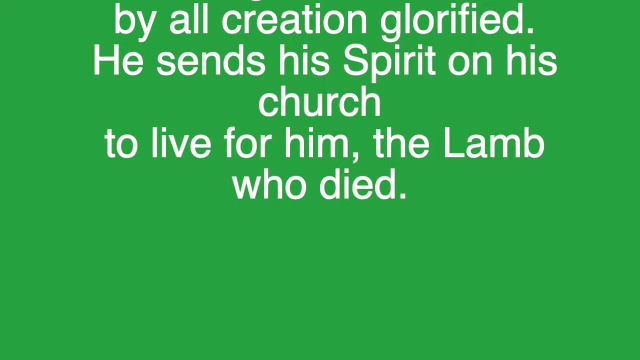 by all creation glorified.
He sends his Spirit on his
church
to live for him, the Lamb
who died.